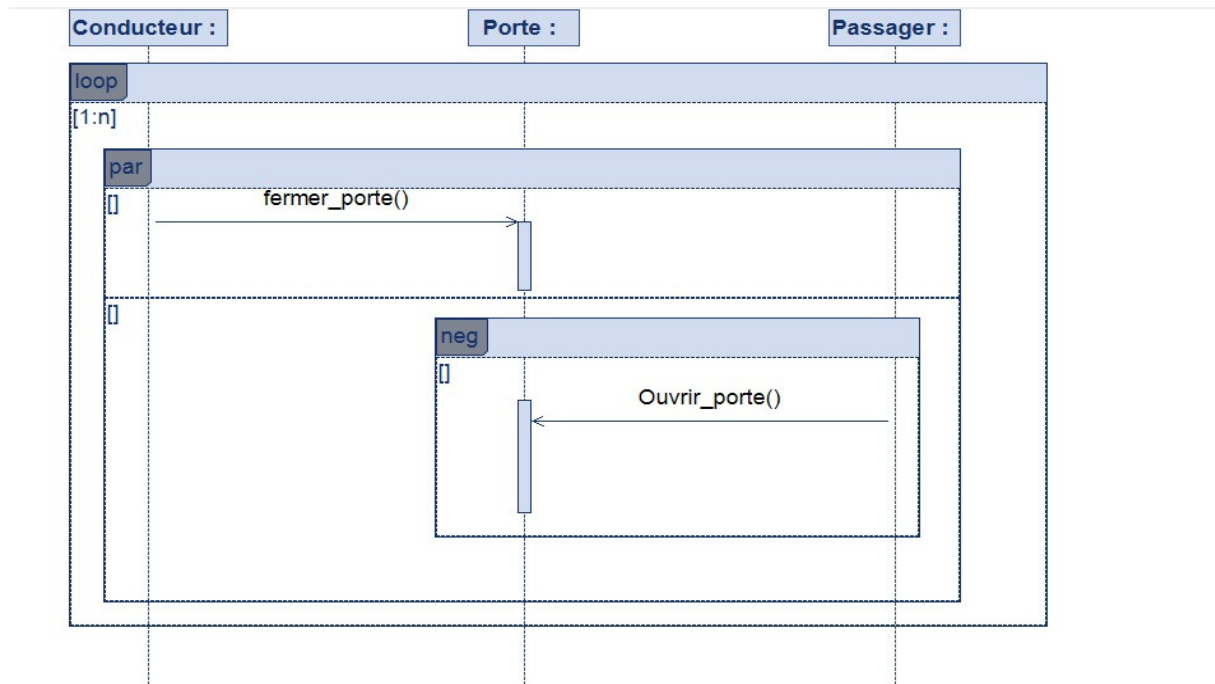 Conducteur : Porte : Passager :
loop
[1:n]
par
[]
fermer_porte()
[]
neg
[]
Ouvrir_porte()